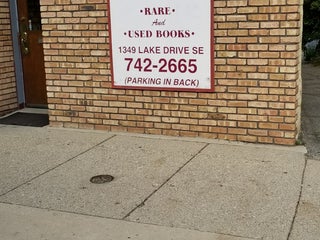 •RARE•
And
•USED BOOKS•
1349 LAKE DRIVE SE
742-2665
(PARKING IN BACK)